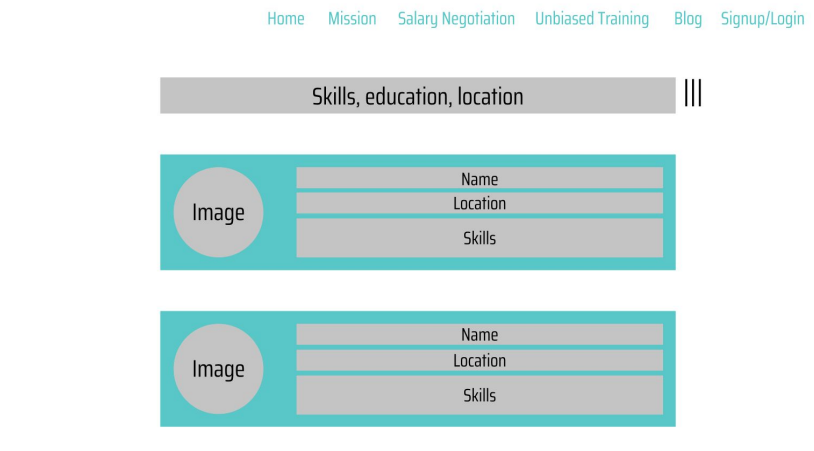 Home Mission Salary Negotiation Unbiased Training Blog Signup/Login
Skills, education, location
Image
Name
Location
Skills
Image
Name
Location
Skills